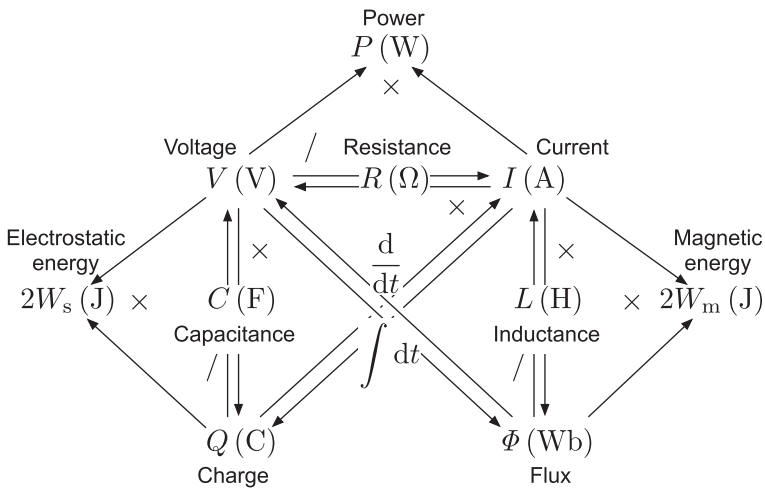 Power
P (W)
×
Voltage
/
Resistance
Current
V (V)
R (Ω)
I (A)
×
Electrostatic
energy
×
d
dt
×
Magnetic
energy
2Wₛ (J)
×
C (F)
L (H)
×
2Wₘ (J)
Capacitance
Inductance
/
∫ dt
/
Q (C)
Φ (Wb)
Charge
Flux